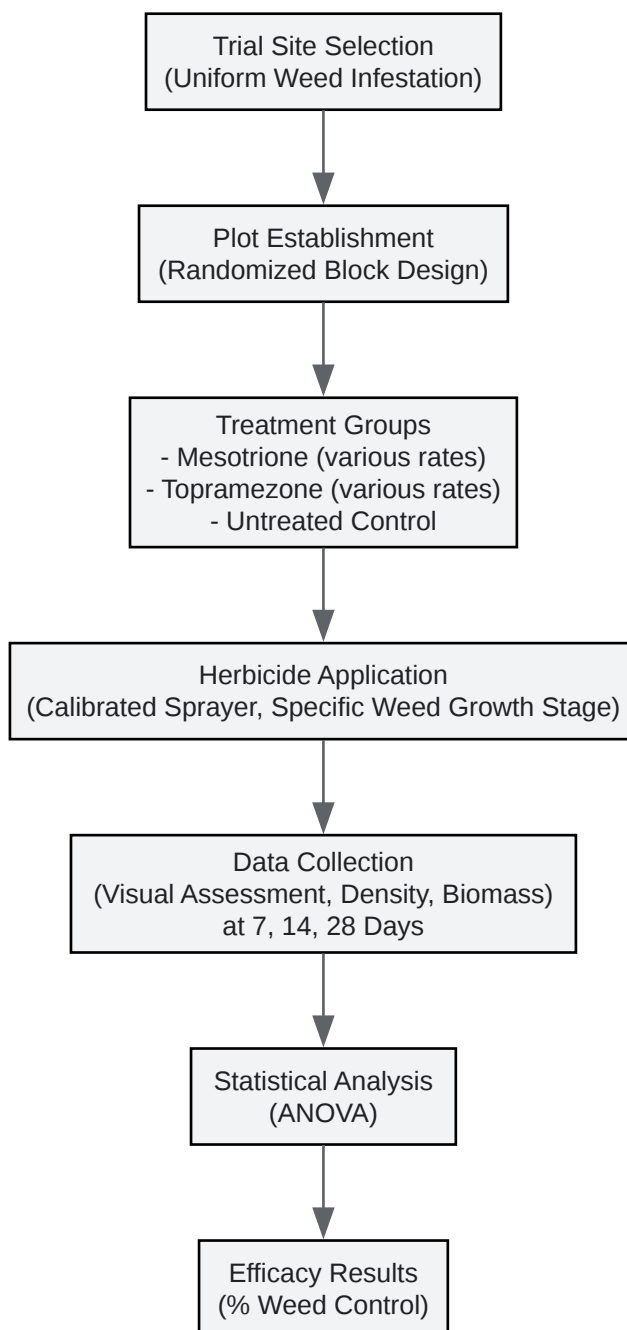 Trial Site Selection
(Uniform Weed Infestation)
Plot Establishment
(Randomized Block Design)
Treatment Groups
- Mesotrione (various rates)
- Topramezone (various rates)
- Untreated Control
Herbicide Application
(Calibrated Sprayer, Specific Weed Growth Stage)
Data Collection
(Visual Assessment, Density, Biomass)
at 7, 14, 28 Days
Statistical Analysis
(ANOVA)
Efficacy Results
(% Weed Control)